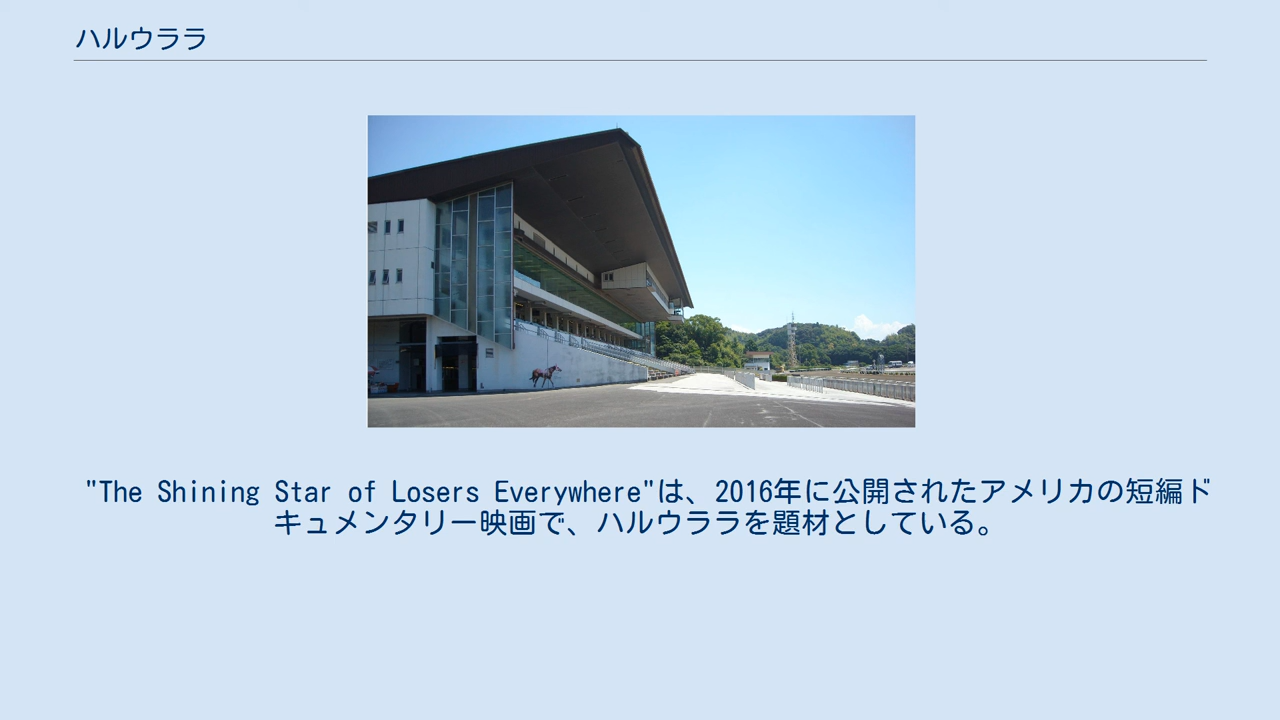 ハルウララ
"The Shining Star of Losers Everywhere"は、2016年に公開されたアメリカの短編ド
キュメンタリー映画で、ハルウララを題材としている。